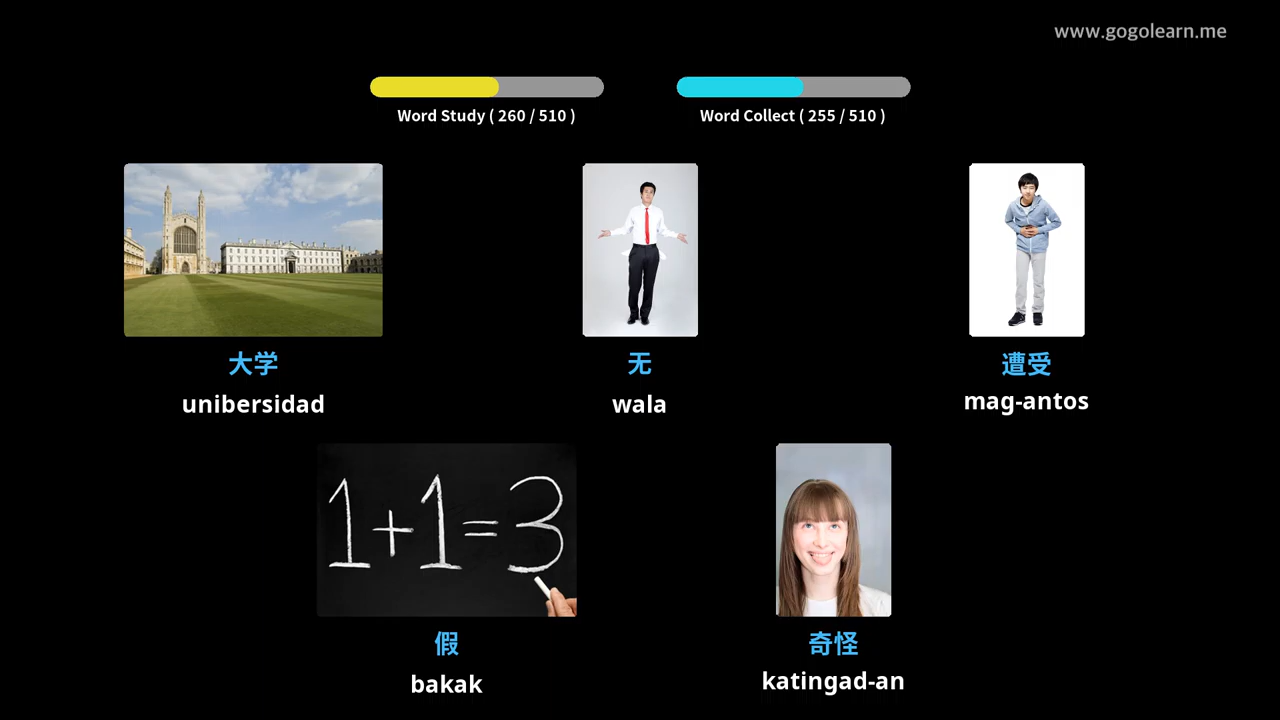 www.gogolearn.me
Word Study ( 260 / 510 )
Word Collect ( 255 / 510 )
大学
无
遭受
unibersidad
wala
mag-antos
1+1=3
假
奇怪
bakak
katingad-an